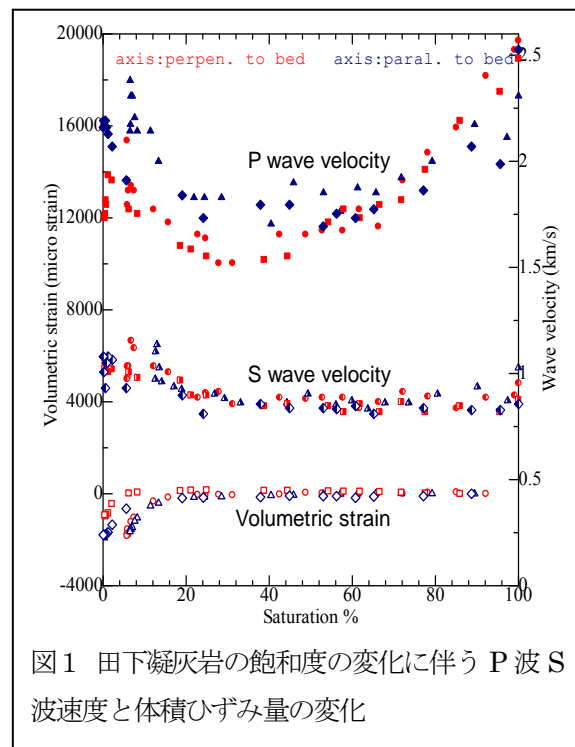 20000
16000
12000
8000
4000
0
-4000
Volumetric strain (micro strain)
axis:perpen. to bed
axis:paral. to bed
P wave velocity
S wave velocity
Volumetric strain
2.5
2
1.5
1
0.5
0
Wave velocity (km/s)
0 20 40 60 80 100
Saturation %
図1 田下凝灰岩の飽和度の変化に伴う P 波 S
波速度と体積ひずみ量の変化